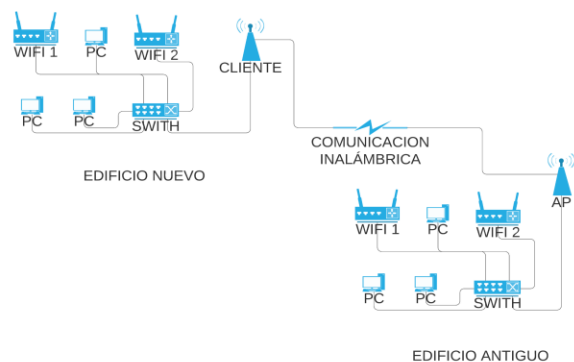 WIFI 1
PC
WIFI 2
CLIENTE
PC
PC
SWITH
COMUNICACION
INALÁMBRICA
EDIFICIO NUEVO
AP
WIFI 1
PC
WIFI 2
PC
PC
SWITH
EDIFICIO ANTIGUO